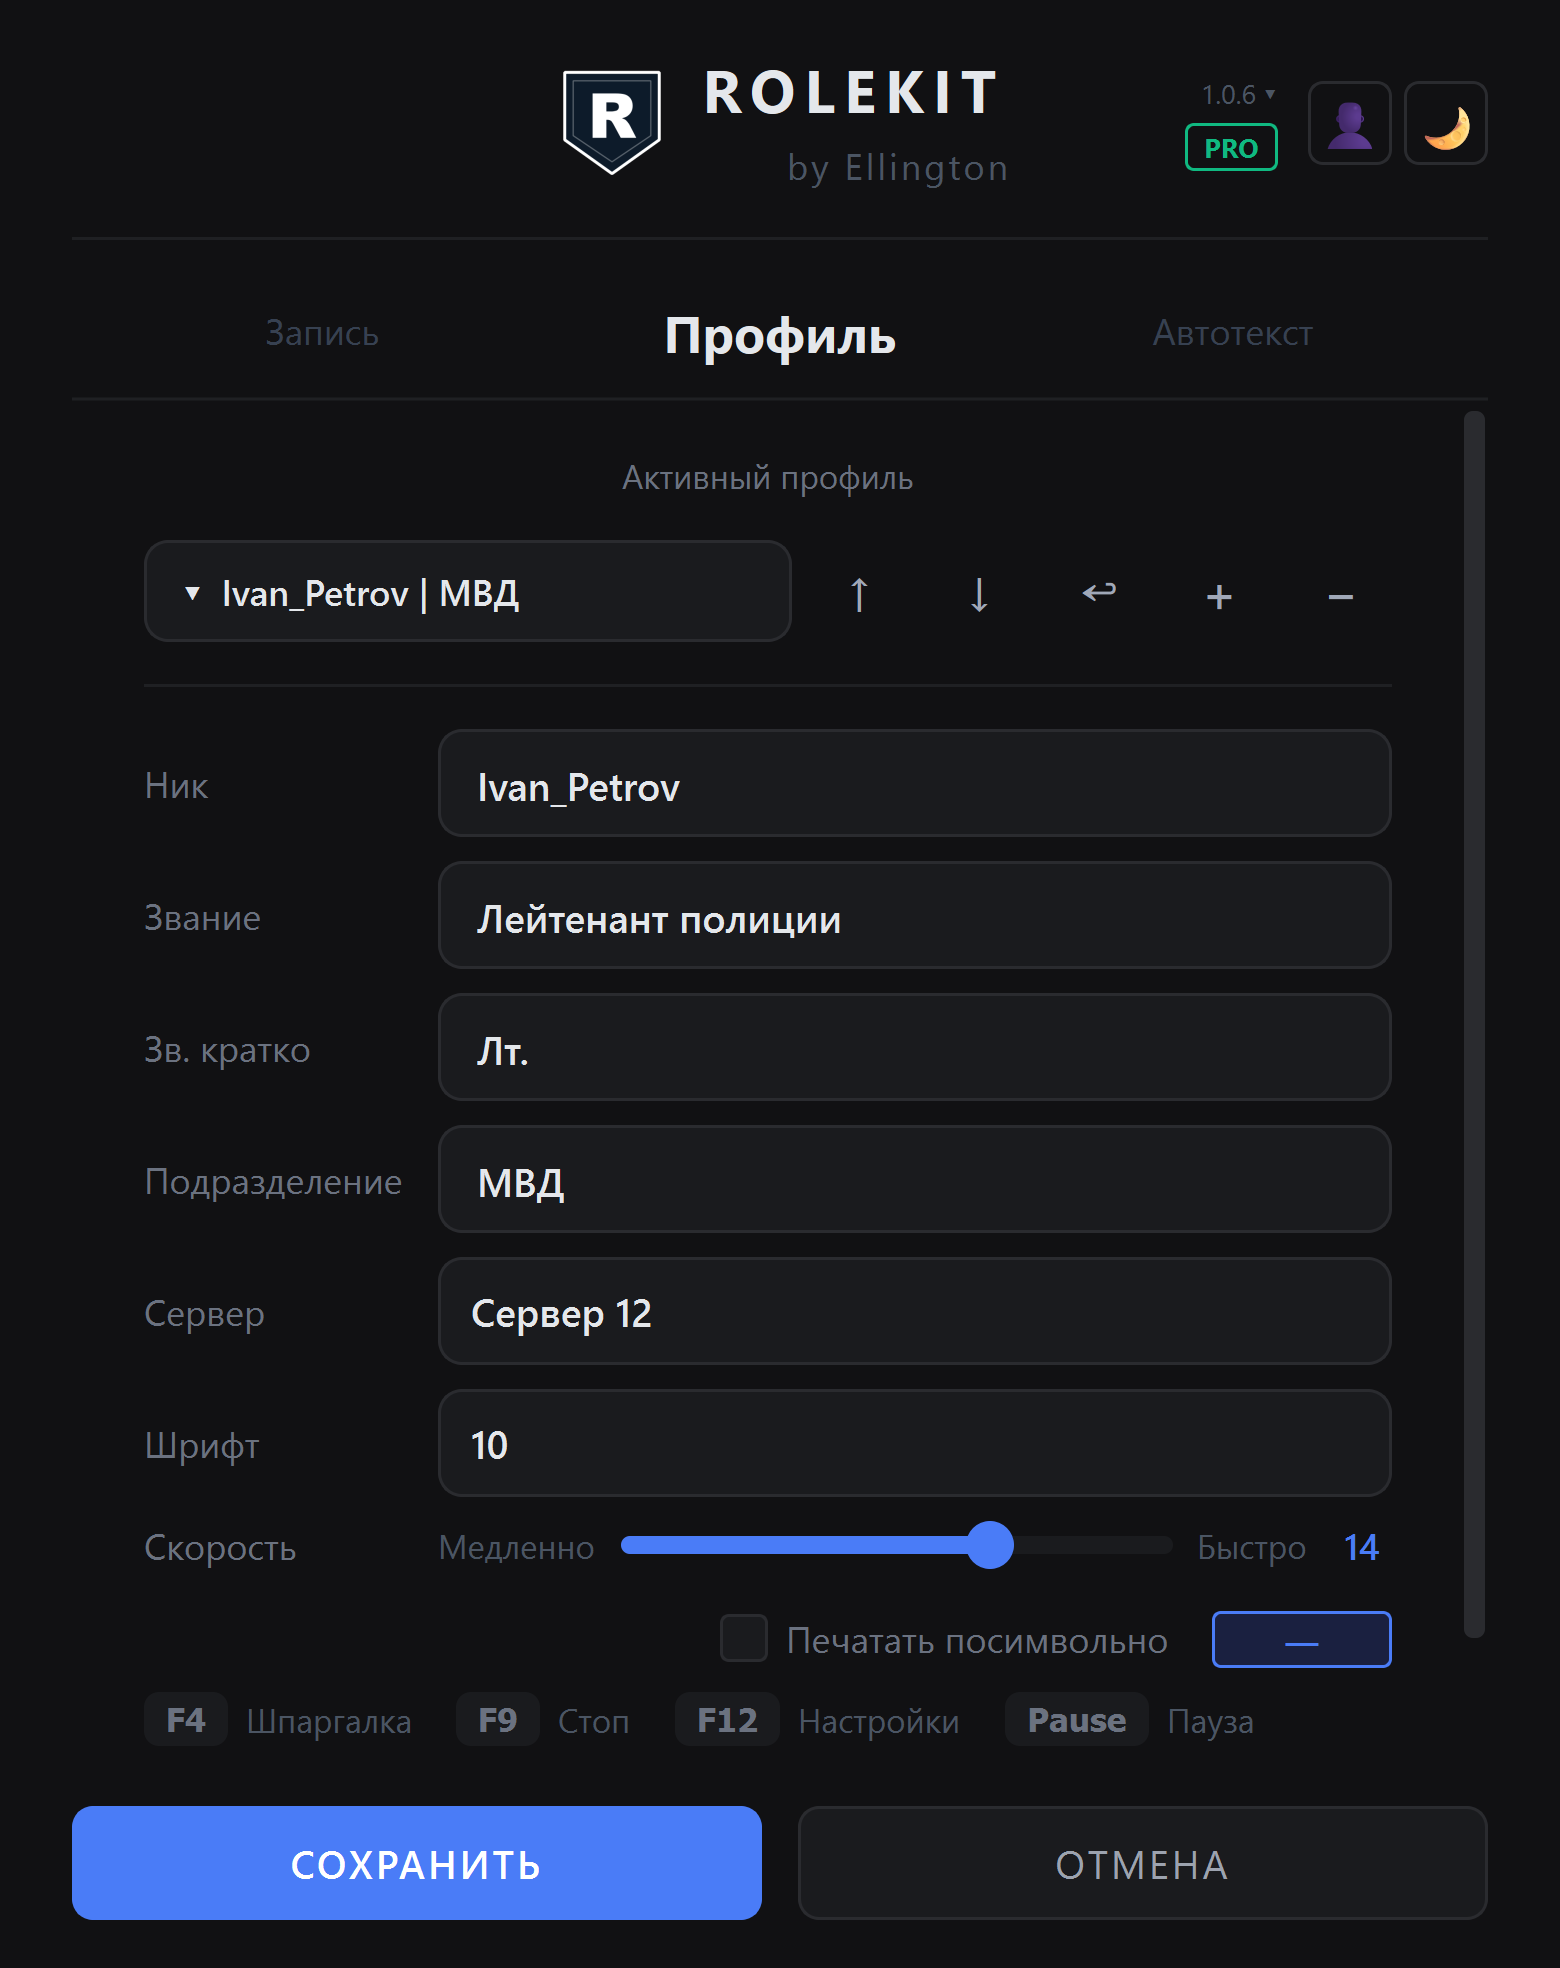 R
ROLEKIT
by Ellington
1.0.6 ▼
PRO
Запись Профиль Автотекст
Активный профиль
▼ Ivan_Petrov | МВД ↑ ↓ ↩ + −
Ник Ivan_Petrov
Звание Лейтенант полиции
Зв. кратко Лт.
Подразделение МВД
Сервер Сервер 12
Шрифт 10
Скорость Медленно Быстро 14
Печатать посимвольно —
F4 Шпаргалка F9 Стоп F12 Настройки Pause Пауза
СОХРАНИТЬ ОТМЕНА